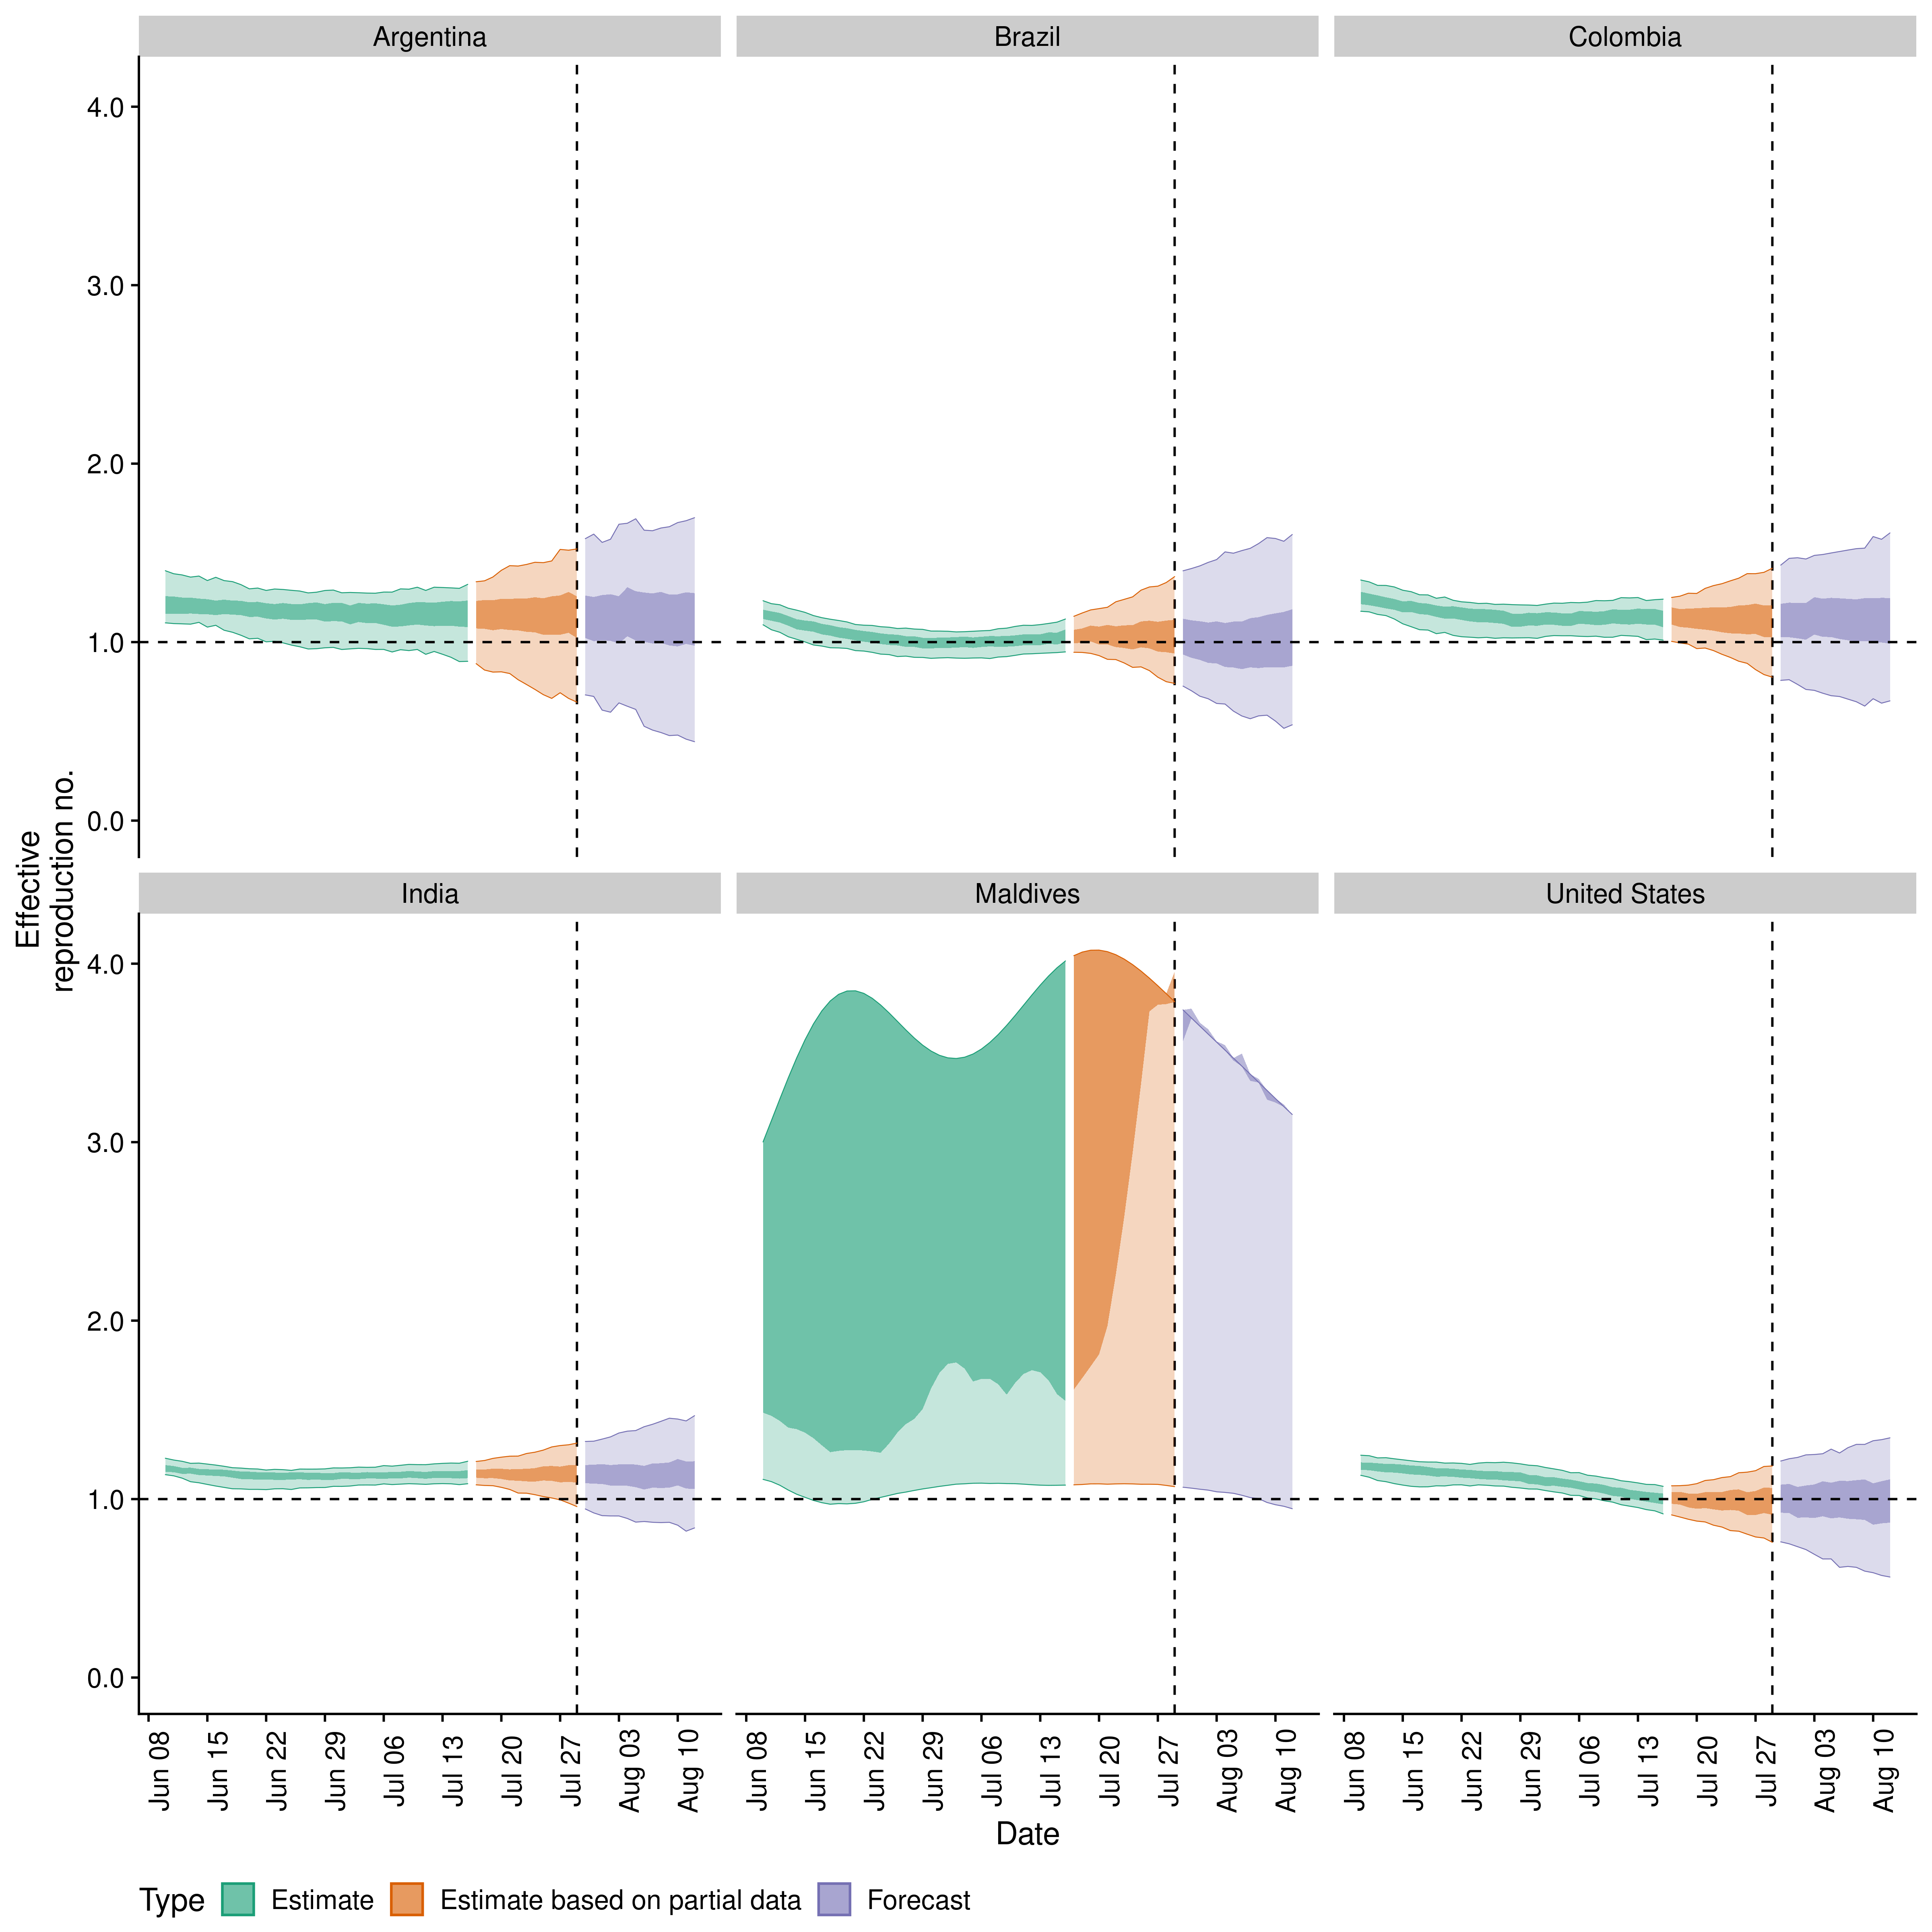 Argentina
Brazil
Colombia
4.0
3.0
2.0
1.0
0.0
Effective
reproduction no.
India
Maldives
United States
4.0
3.0
2.0
1.0
0.0
Jun 08
Jun 15
Jun 22
Jun 29
Jul 06
Jul 13
Jul 20
Jul 27
Aug 03
Aug 10
Jun 08
Jun 15
Jun 22
Jun 29
Jul 06
Jul 13
Jul 20
Jul 27
Aug 03
Aug 10
Jun 08
Jun 15
Jun 22
Jun 29
Jul 06
Jul 13
Jul 20
Jul 27
Aug 03
Aug 10
Date
Type Estimate Estimate based on partial data Forecast